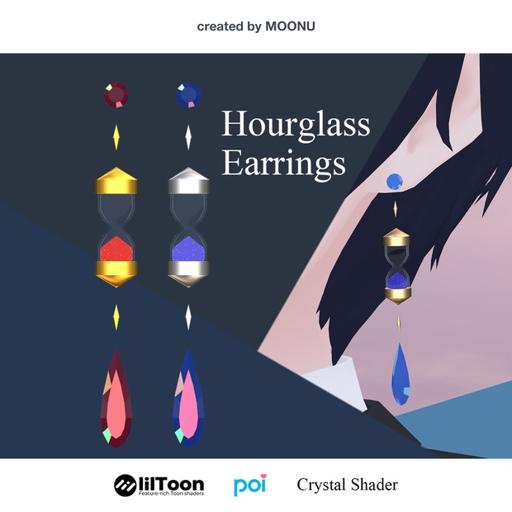 created by MOONU
Hourglass
Earrings
lilToon
Feature-rich Toon shaders
poi
Crystal Shader